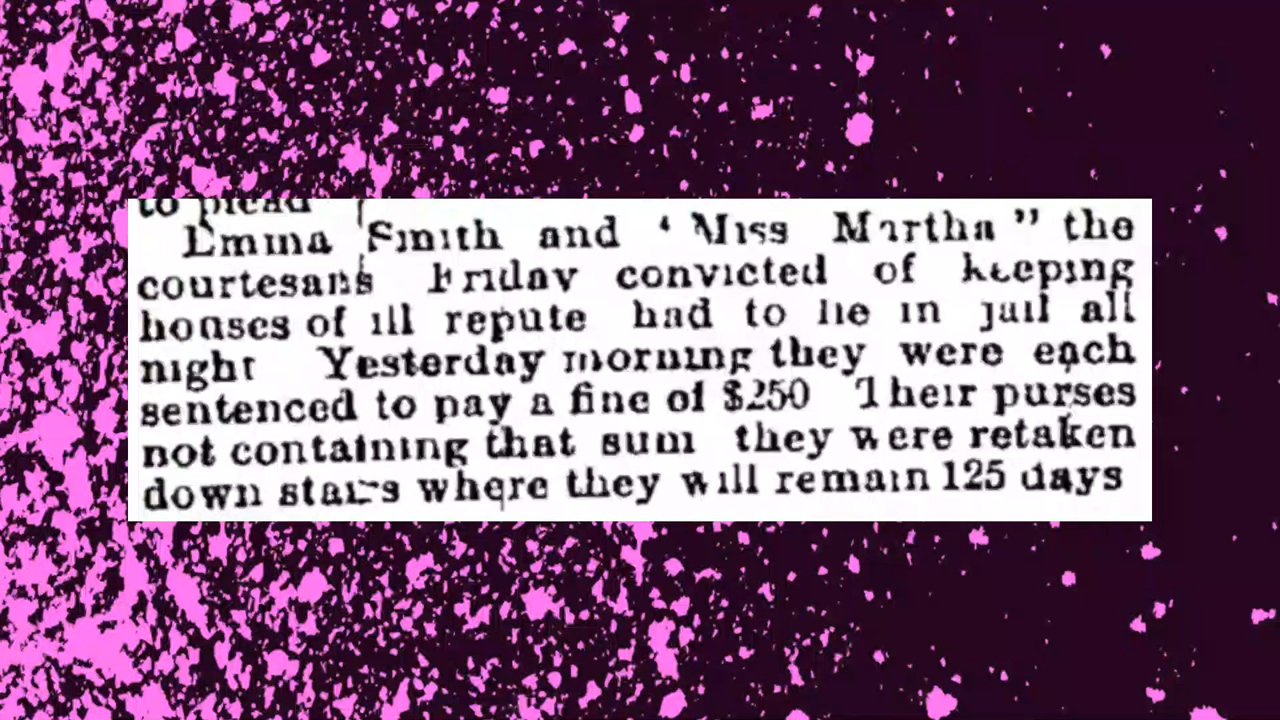 to plead
Emma Smith and "Miss Martha" the
courtesans Friday convicted of keeping
houses of ill repute had to lie in jail all
night Yesterday morning they were each
sentenced to pay a fine of $250 Their purses
not containing that sum they were retaken
down stairs where they will remain 125 days